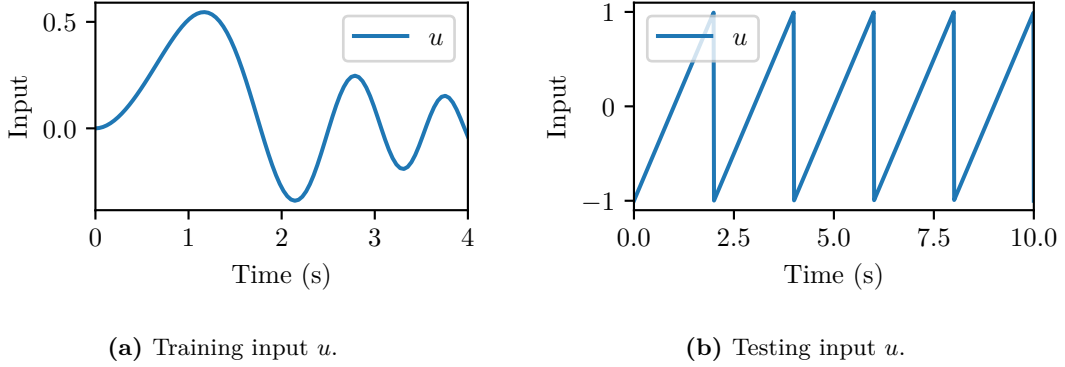 0.5
0.0
Input
u
0
1
2
3
4
Time (s)
(a) Training input u.
1
0
−1
Input
u
0.0
2.5
5.0
7.5
10.0
Time (s)
(b) Testing input u.